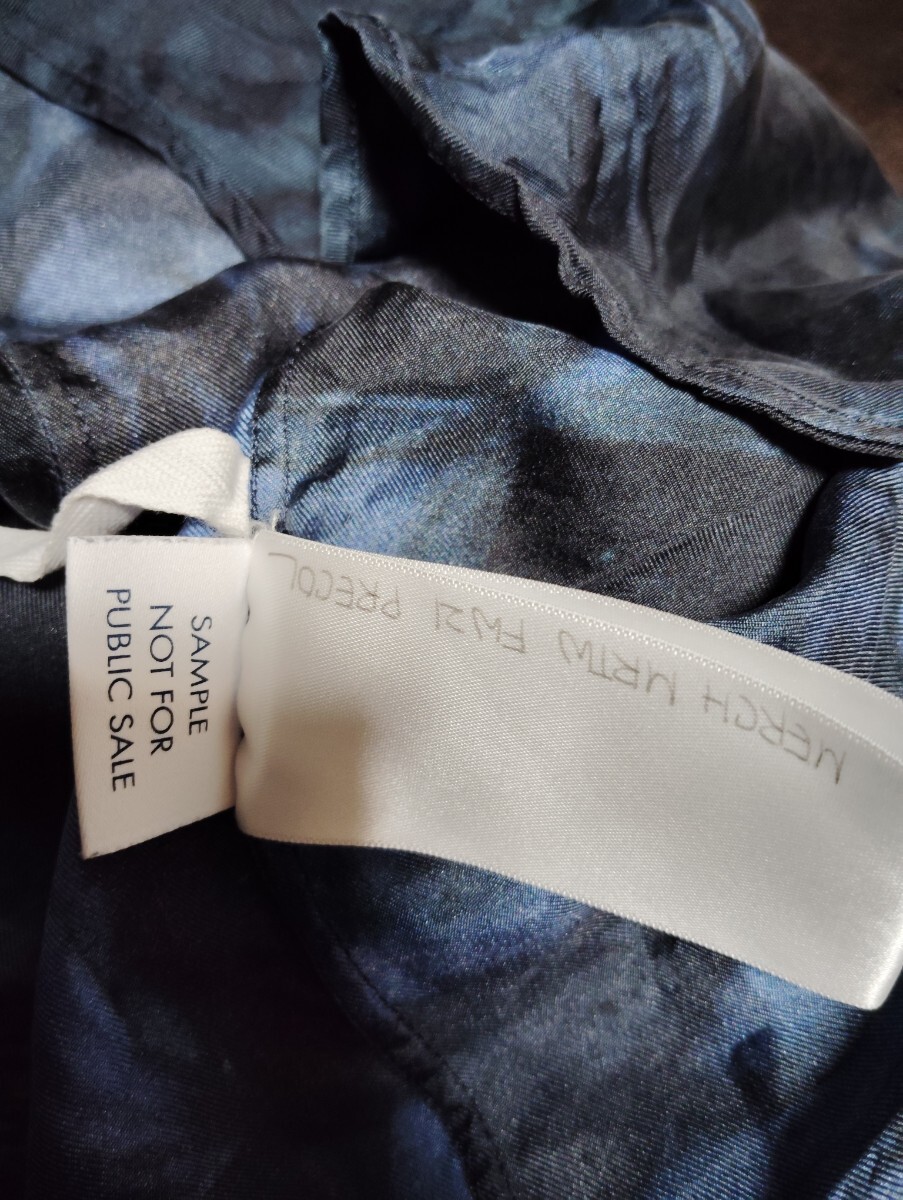 SAMPLE
NOT FOR
PUBLIC SALE
MERCH MRTW FW21 PRECOL